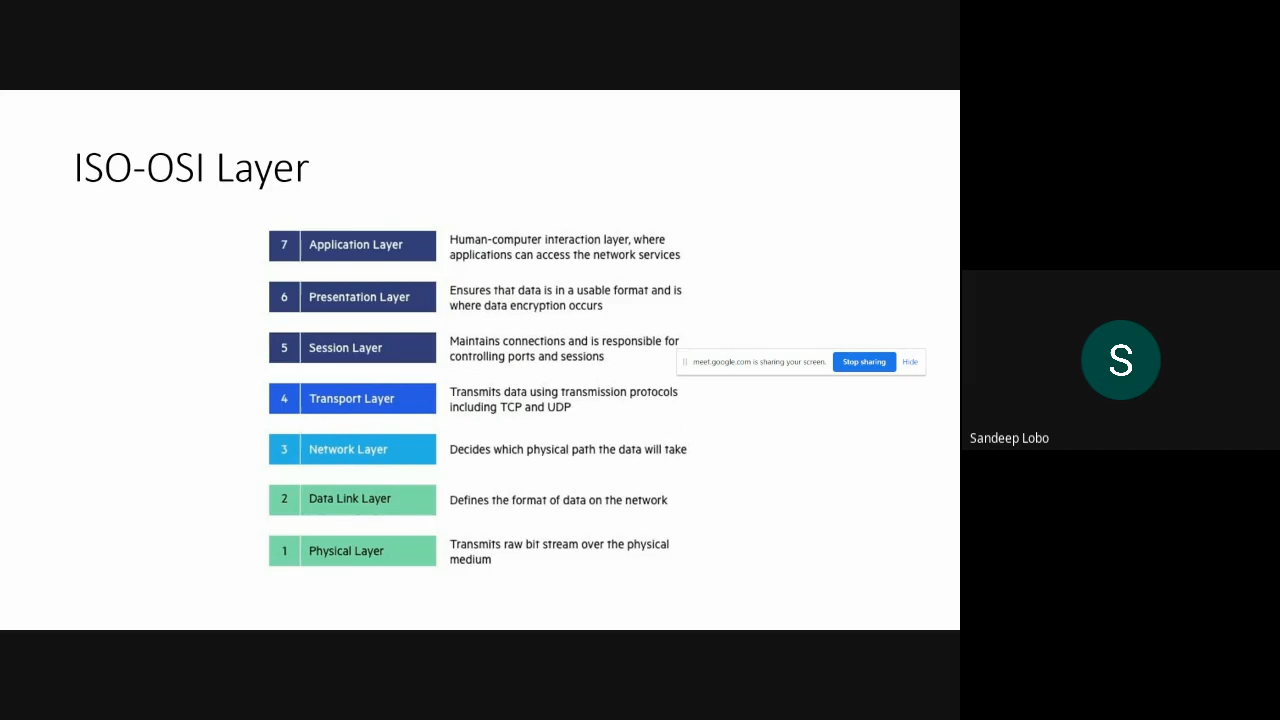 ISO-OSI Layer
7 Application Layer
Human-computer interaction layer, where
applications can access the network services
6 Presentation Layer
Ensures that data is in a usable format and is
where data encryption occurs
5 Session Layer
Maintains connections and is responsible for
controlling ports and sessions
meet.google.com is sharing your screen. Stop sharing Hide
4 Transport Layer
Transmits data using transmission protocols
including TCP and UDP
3 Network Layer
Decides which physical path the data will take
2 Data Link Layer
Defines the format of data on the network
1 Physical Layer
Transmits raw bit stream over the physical
medium
S
Sandeep Lobo